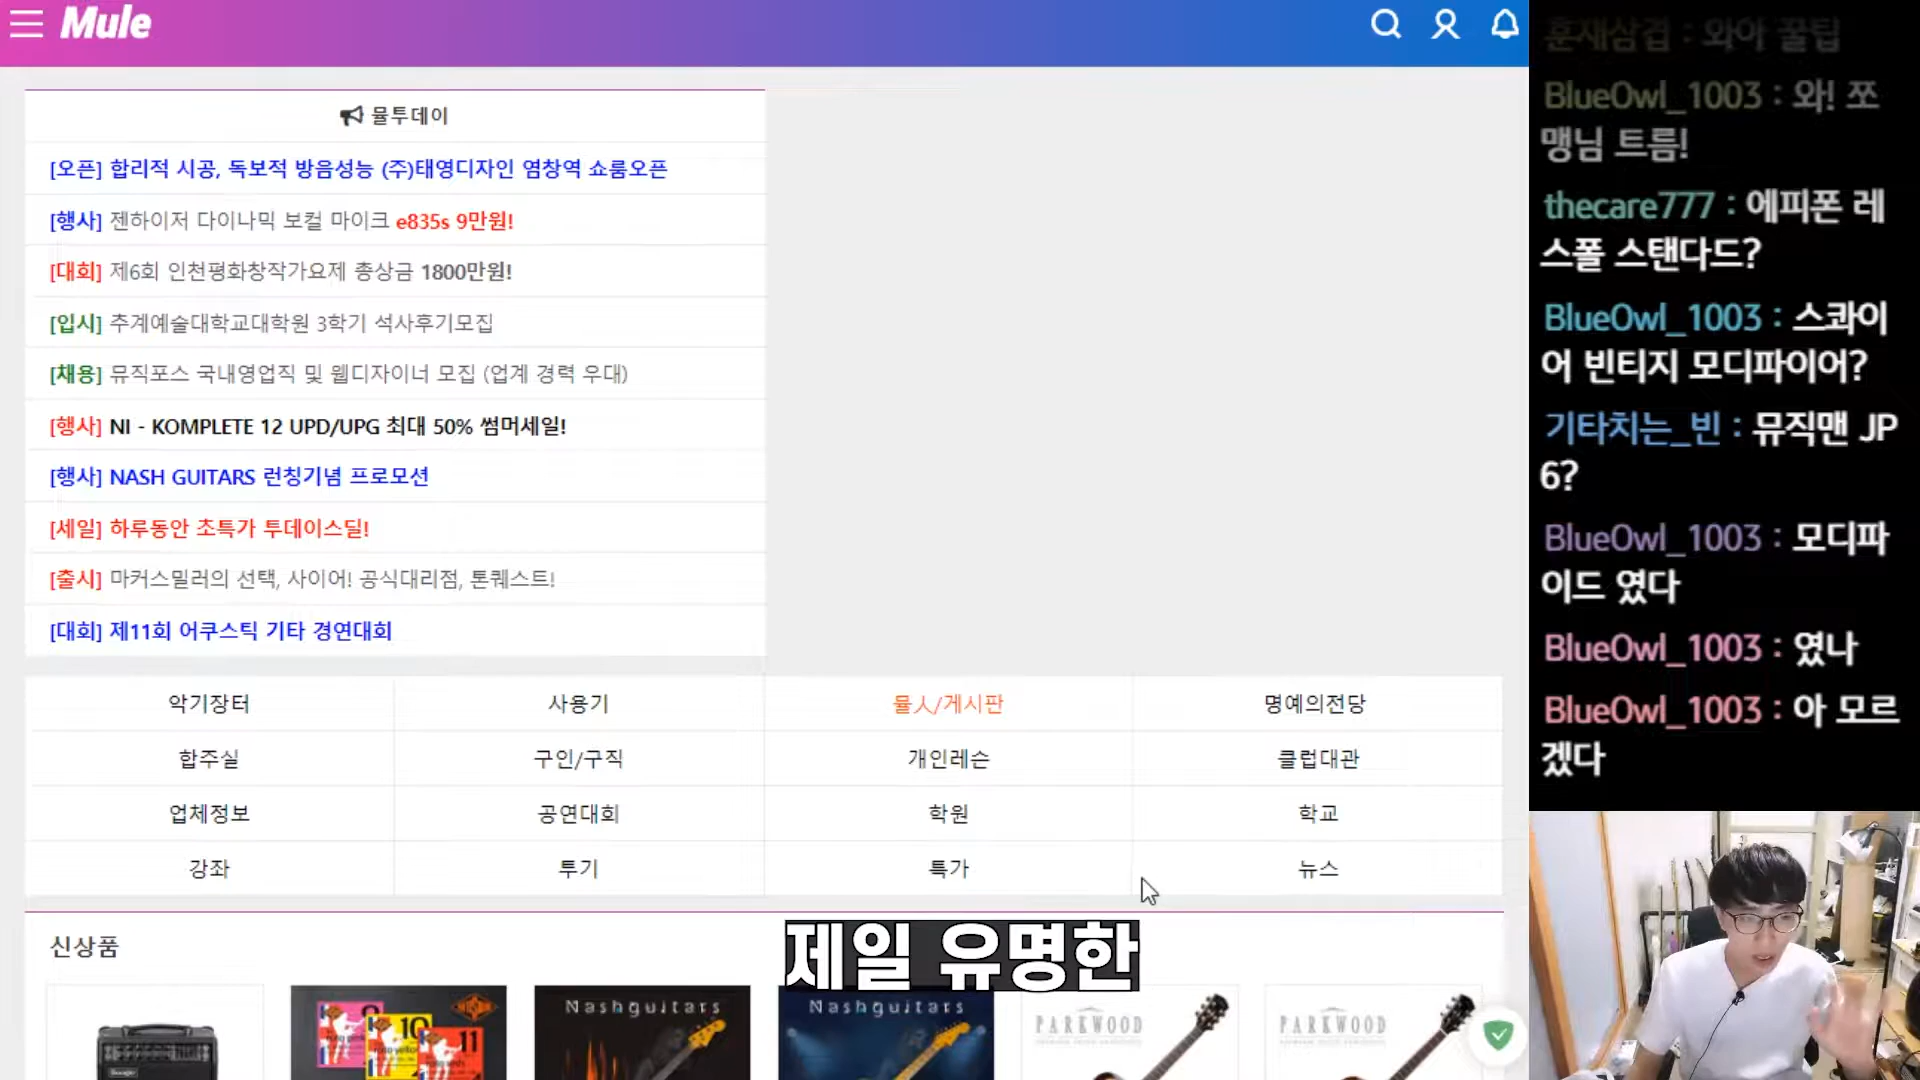 Mule
뮬투데이
[오픈] 합리적 시공, 독보적 방음성능 (주)태영디자인 염창역 쇼룸오픈
[행사] 젠하이저 다이나믹 보컬 마이크 e835s 9만원!
[대회] 제6회 인천평화창작가요제 총상금 1800만원!
[입시] 추계예술대학교대학원 3학기 석사후기모집
[채용] 뮤직포스 국내영업직 및 웹디자이너 모집 (업계 경력 우대)
[행사] NI - KOMPLETE 12 UPD/UPG 최대 50% 썸머세일!
[행사] NASH GUITARS 런칭기념 프로모션
[세일] 하루동안 초특가 투데이스딜!
[출시] 마커스밀러의 선택, 사이어! 공식대리점, 톤퀘스트!
[대회] 제11회 어쿠스틱 기타 경연대회
악기장터 사용기 뮬人/게시판 명예의전당
합주실 구인/구직 개인레슨 클럽대관
업체정보 공연대회 학원 학교
강좌 투기 특가 뉴스
신상품
제일 유명한
10
11
Nashguitars
Nashguitars
PARKWOOD
PARKWOOD
훈재삼겹 : 와아 꿀팁
BlueOwl_1003 : 와! 쪼
맹님 트름!
thecare777 : 에피폰 레
스폴 스탠다드?
BlueOwl_1003 : 스콰이
어 빈티지 모디파이어?
기타치는_빈 : 뮤직맨 JP
6?
BlueOwl_1003 : 모디파
이드 였다
BlueOwl_1003 : 였나
BlueOwl_1003 : 아 모르
겠다